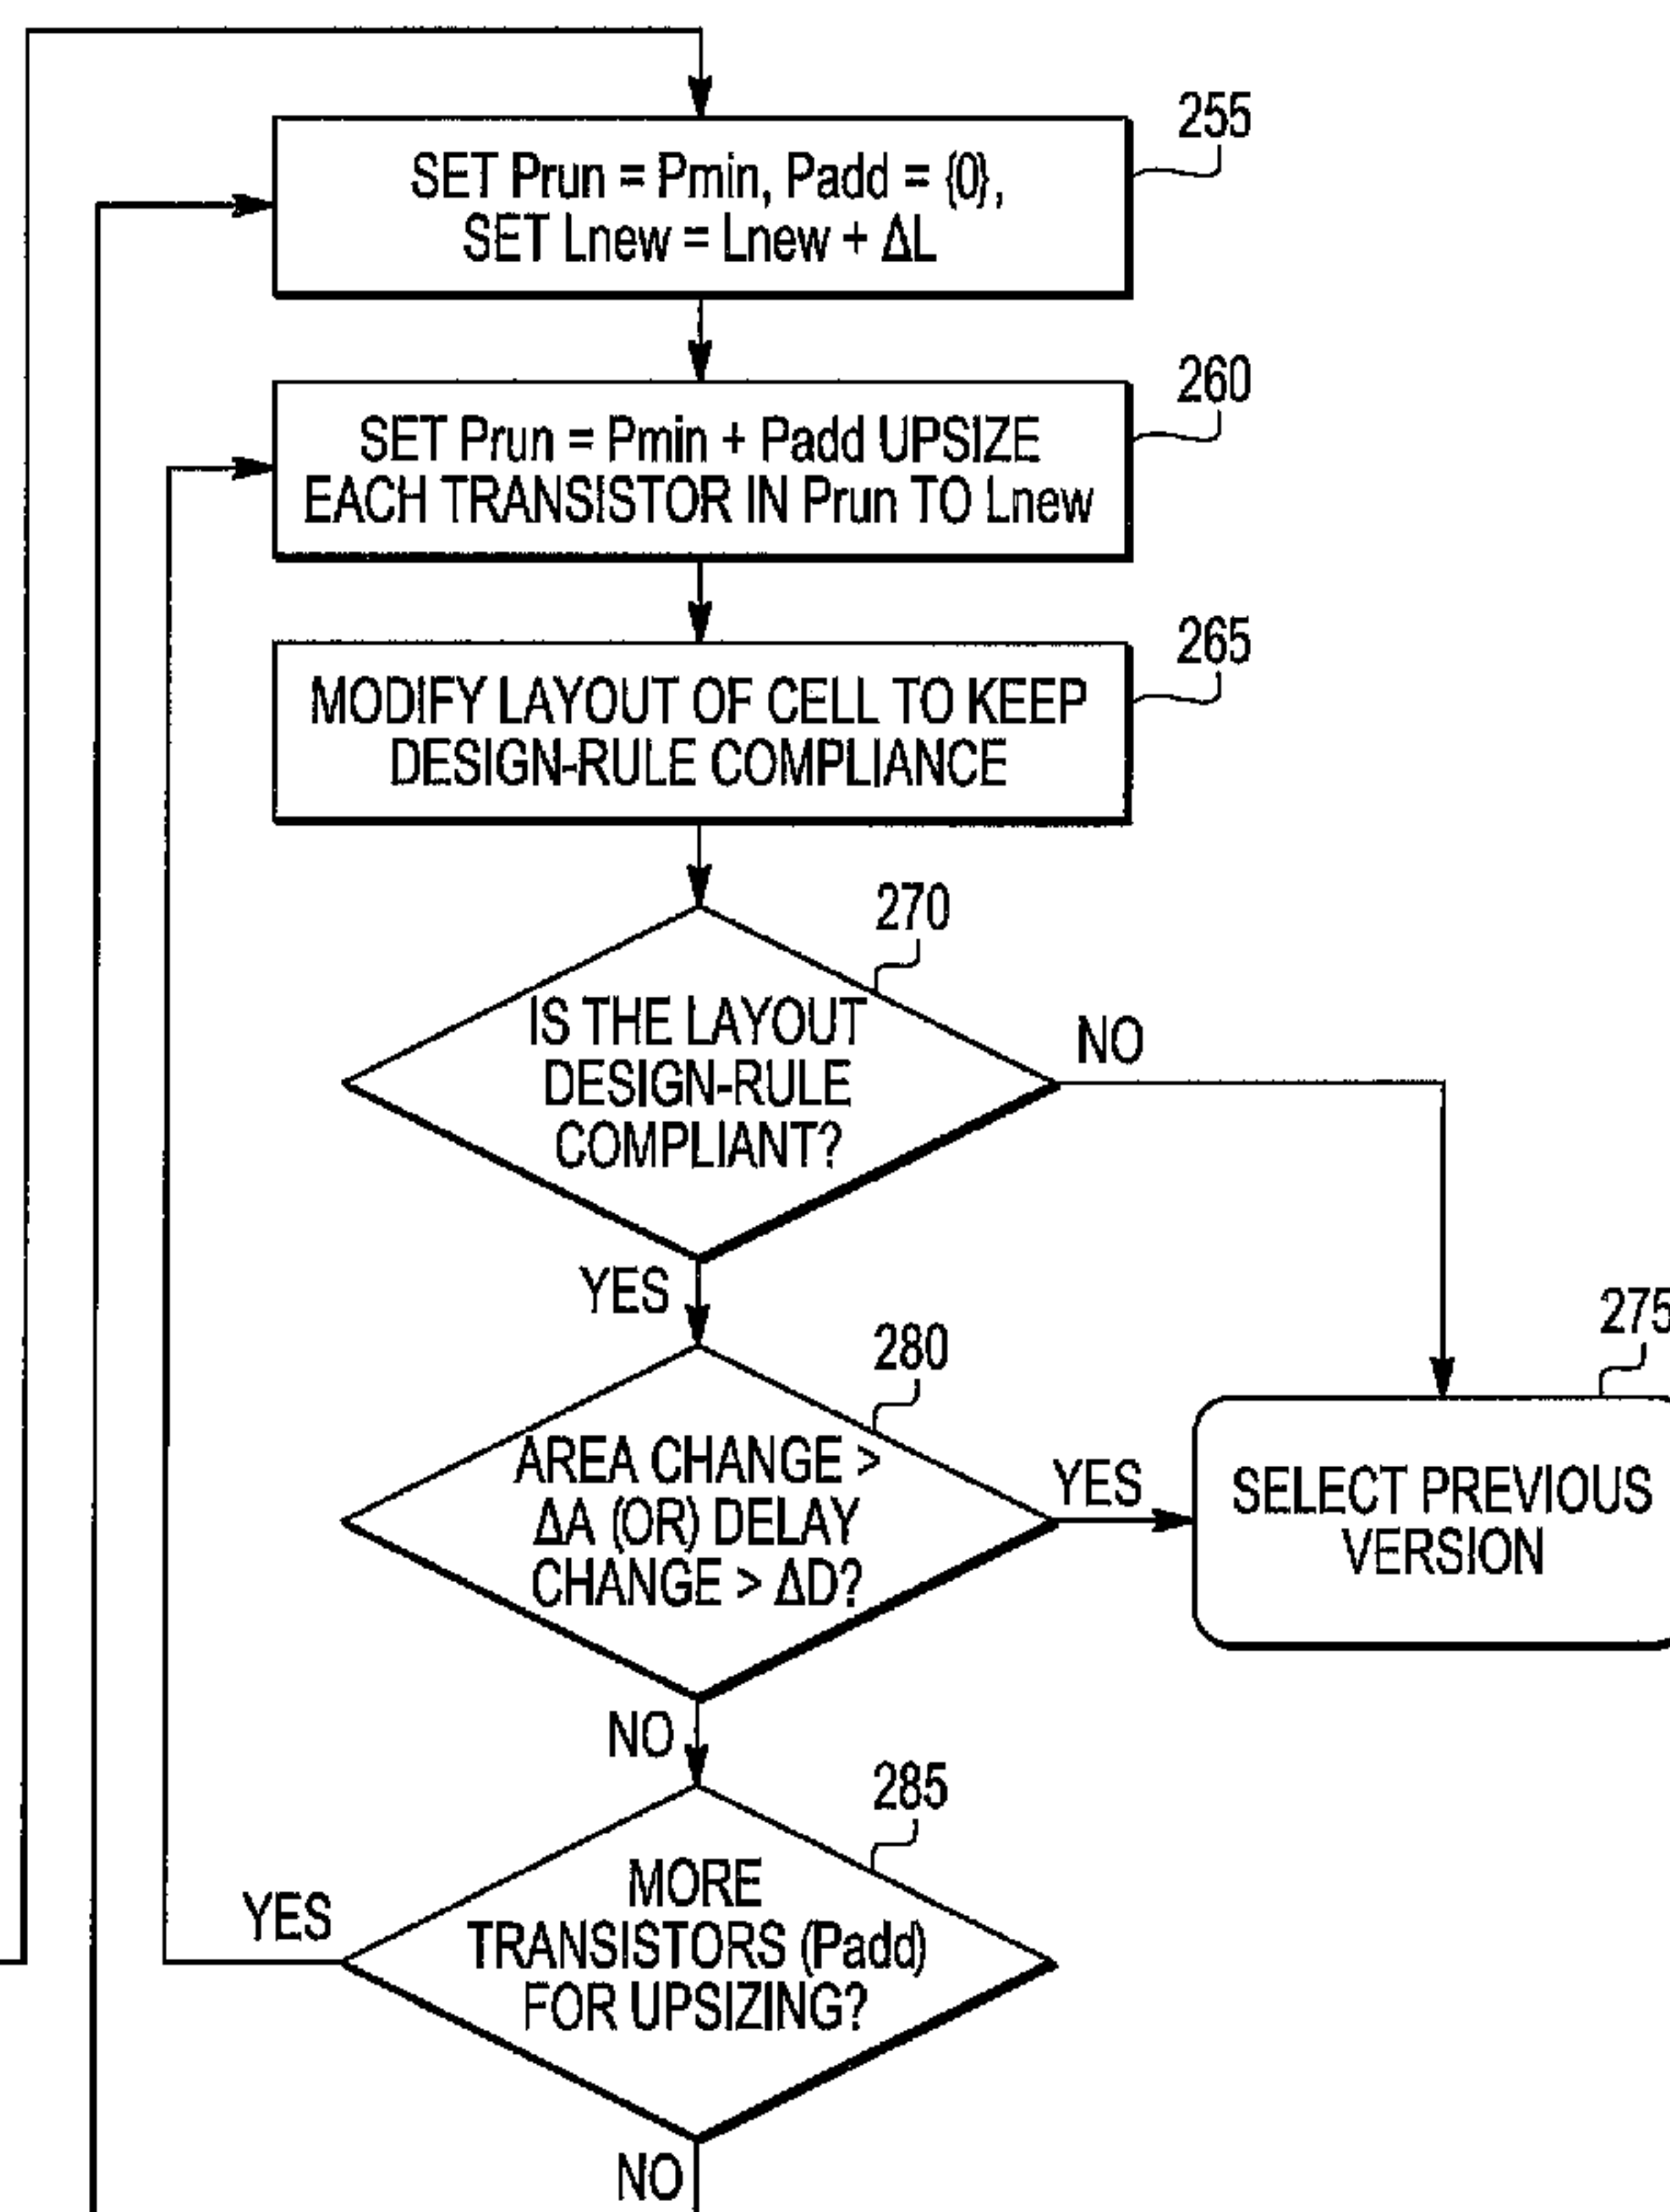 255
SET Prun = Pmin, Padd = {0},
SET Lnew = Lnew + ΔL
260
SET Prun = Pmin + Padd UPSIZE
EACH TRANSISTOR IN Prun TO Lnew
265
MODIFY LAYOUT OF CELL TO KEEP
DESIGN-RULE COMPLIANCE
270
IS THE LAYOUT
DESIGN-RULE
COMPLIANT?
NO
YES
275
280
AREA CHANGE >
ΔA (OR) DELAY
CHANGE > ΔD?
YES
SELECT PREVIOUS
VERSION
NO
285
MORE
TRANSISTORS (Padd)
FOR UPSIZING?
YES
NO